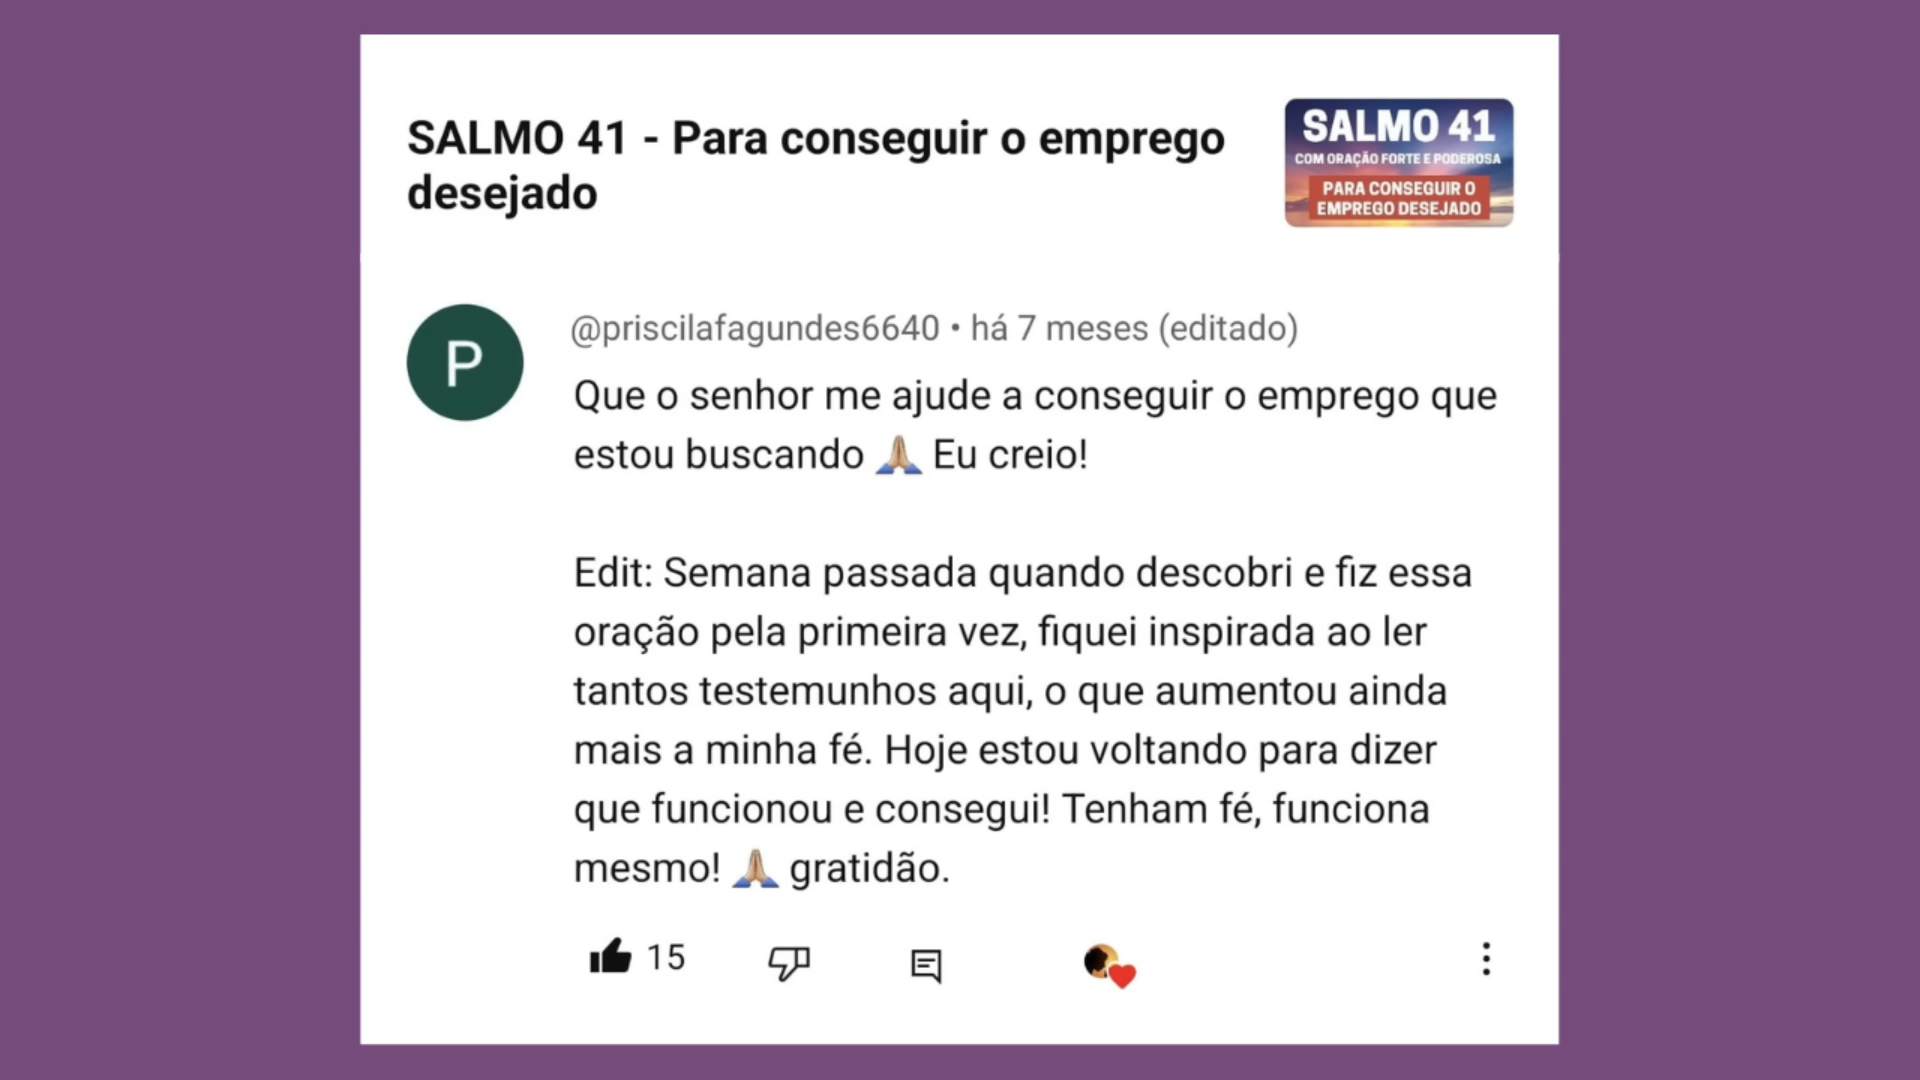 SALMO 41 - Para conseguir o emprego
desejado
SALMO 41
COM ORAÇÃO FORTE E PODEROSA
PARA CONSEGUIR O
EMPREGO DESEJADO
P
@priscilafagundes6640 • há 7 meses (editado)
Que o senhor me ajude a conseguir o emprego que
estou buscando 🙏🏼 Eu creio!
Edit: Semana passada quando descobri e fiz essa
oração pela primeira vez, fiquei inspirada ao ler
tantos testemunhos aqui, o que aumentou ainda
mais a minha fé. Hoje estou voltando para dizer
que funcionou e consegui! Tenham fé, funciona
mesmo! 🙏🏼 gratidão.
15